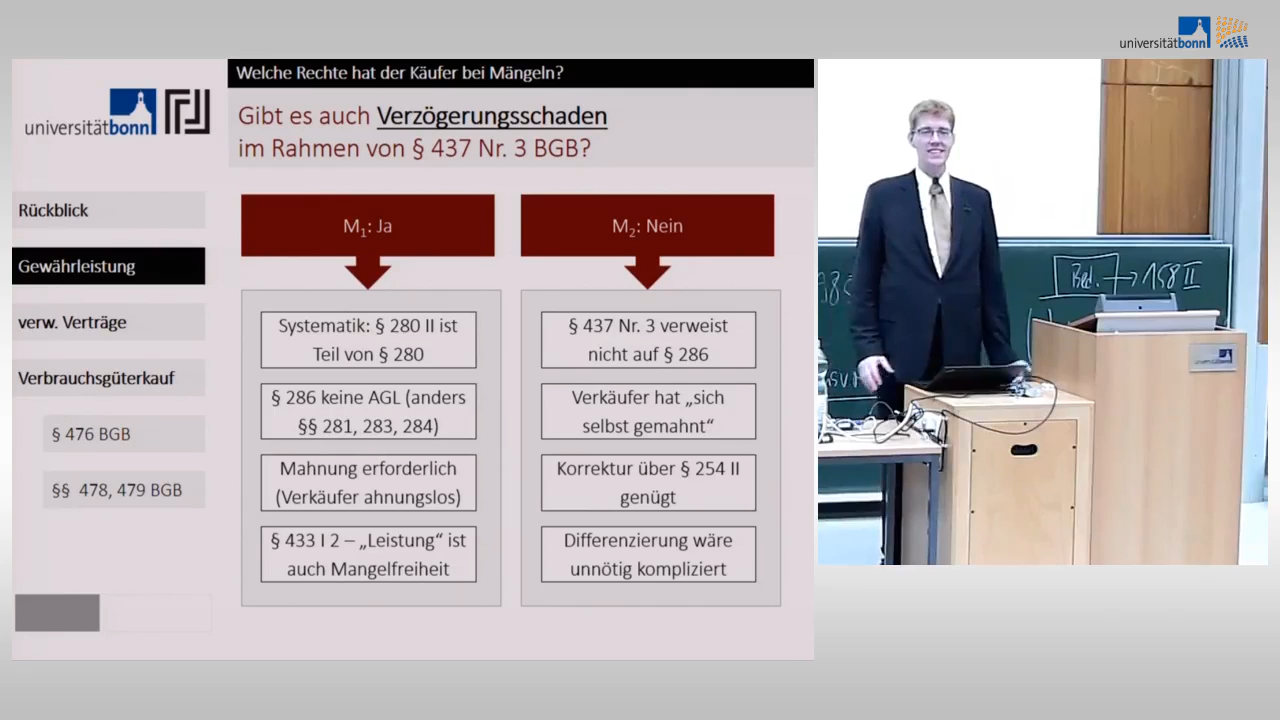 universitätbonn
Welche Rechte hat der Käufer bei Mängeln?
universitätbonn
Gibt es auch Verzögerungsschaden
im Rahmen von § 437 Nr. 3 BGB?
Rückblick
Gewährleistung
verw. Verträge
Verbrauchsgüterkauf
§ 476 BGB
§§ 478, 479 BGB
M1: Ja
Systematik: § 280 II ist
Teil von § 280
§ 286 keine AGL (anders
§§ 281, 283, 284)
Mahnung erforderlich
(Verkäufer ahnungslos)
§ 433 I 2 – „Leistung“ ist
auch Mangelfreiheit
M2: Nein
§ 437 Nr. 3 verweist
nicht auf § 286
Verkäufer hat „sich
selbst gemahnt“
Korrektur über § 254 II
genügt
Differenzierung wäre
unnötig kompliziert
→ 158 II